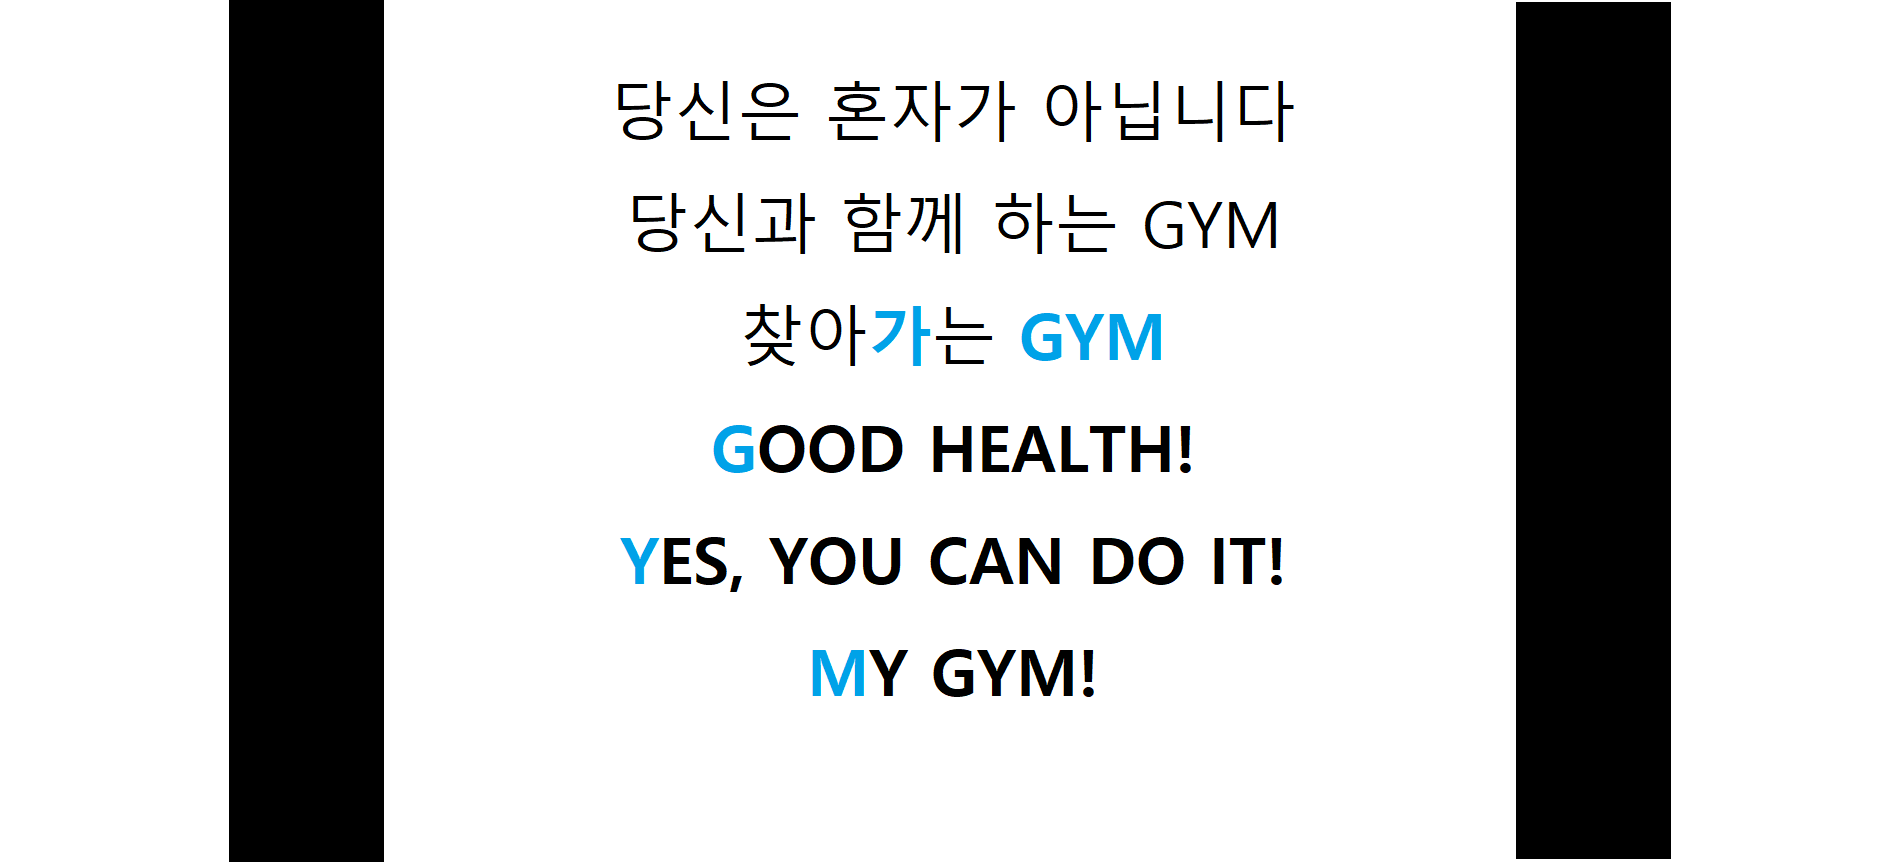 당신은 혼자가 아닙니다
당신과 함께 하는 GYM
찾아가는 GYM
GOOD HEALTH!
YES, YOU CAN DO IT!
MY GYM!